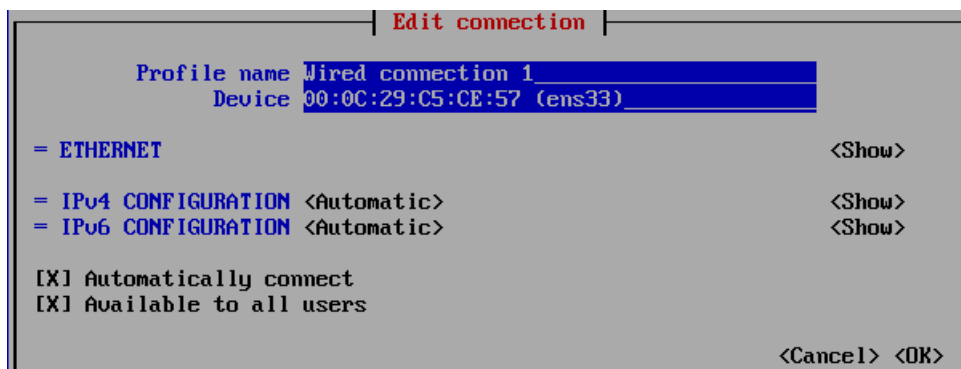 Edit connection
Profile name Wired connection 1
Device 00:0C:29:C5:CE:57 (ens33)
= ETHERNET <Show>
= IPv4 CONFIGURATION <Automatic> <Show>
= IPv6 CONFIGURATION <Automatic> <Show>
[X] Automatically connect
[X] Available to all users
<Cancel> <OK>